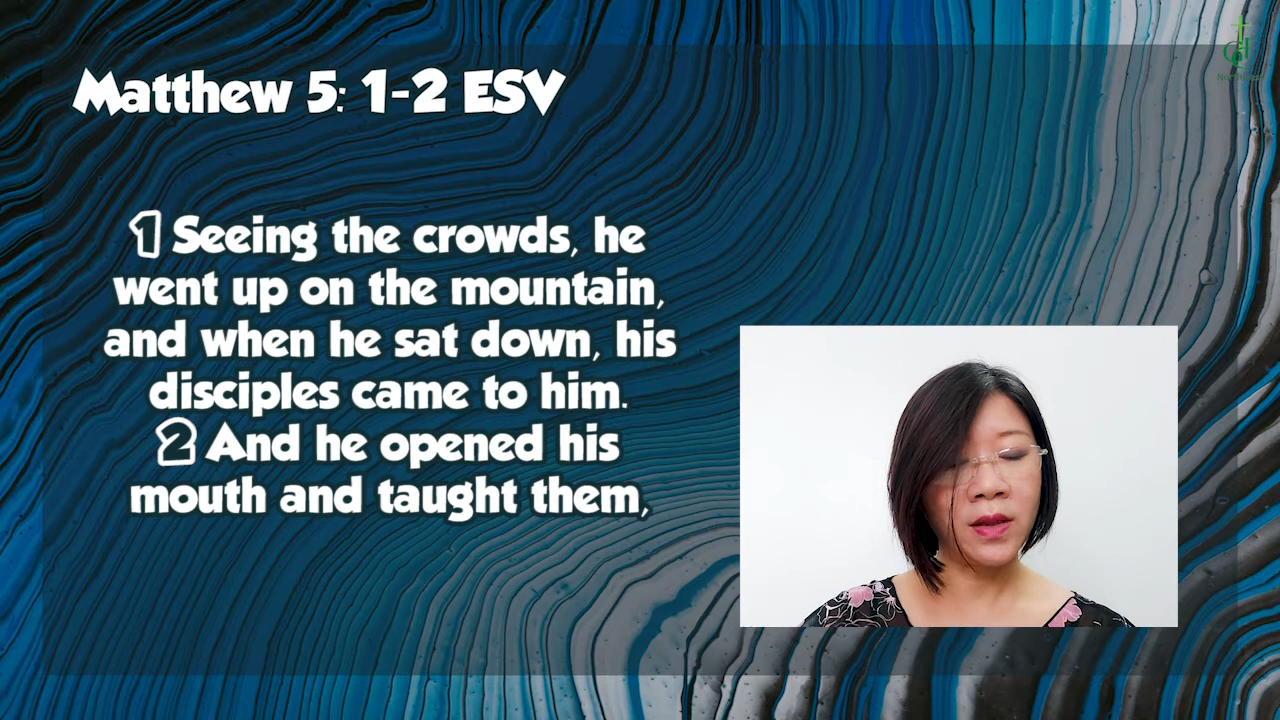 Matthew 5: 1-2 ESV
1 Seeing the crowds, he
went up on the mountain,
and when he sat down, his
disciples came to him.
2 And he opened his
mouth and taught them,